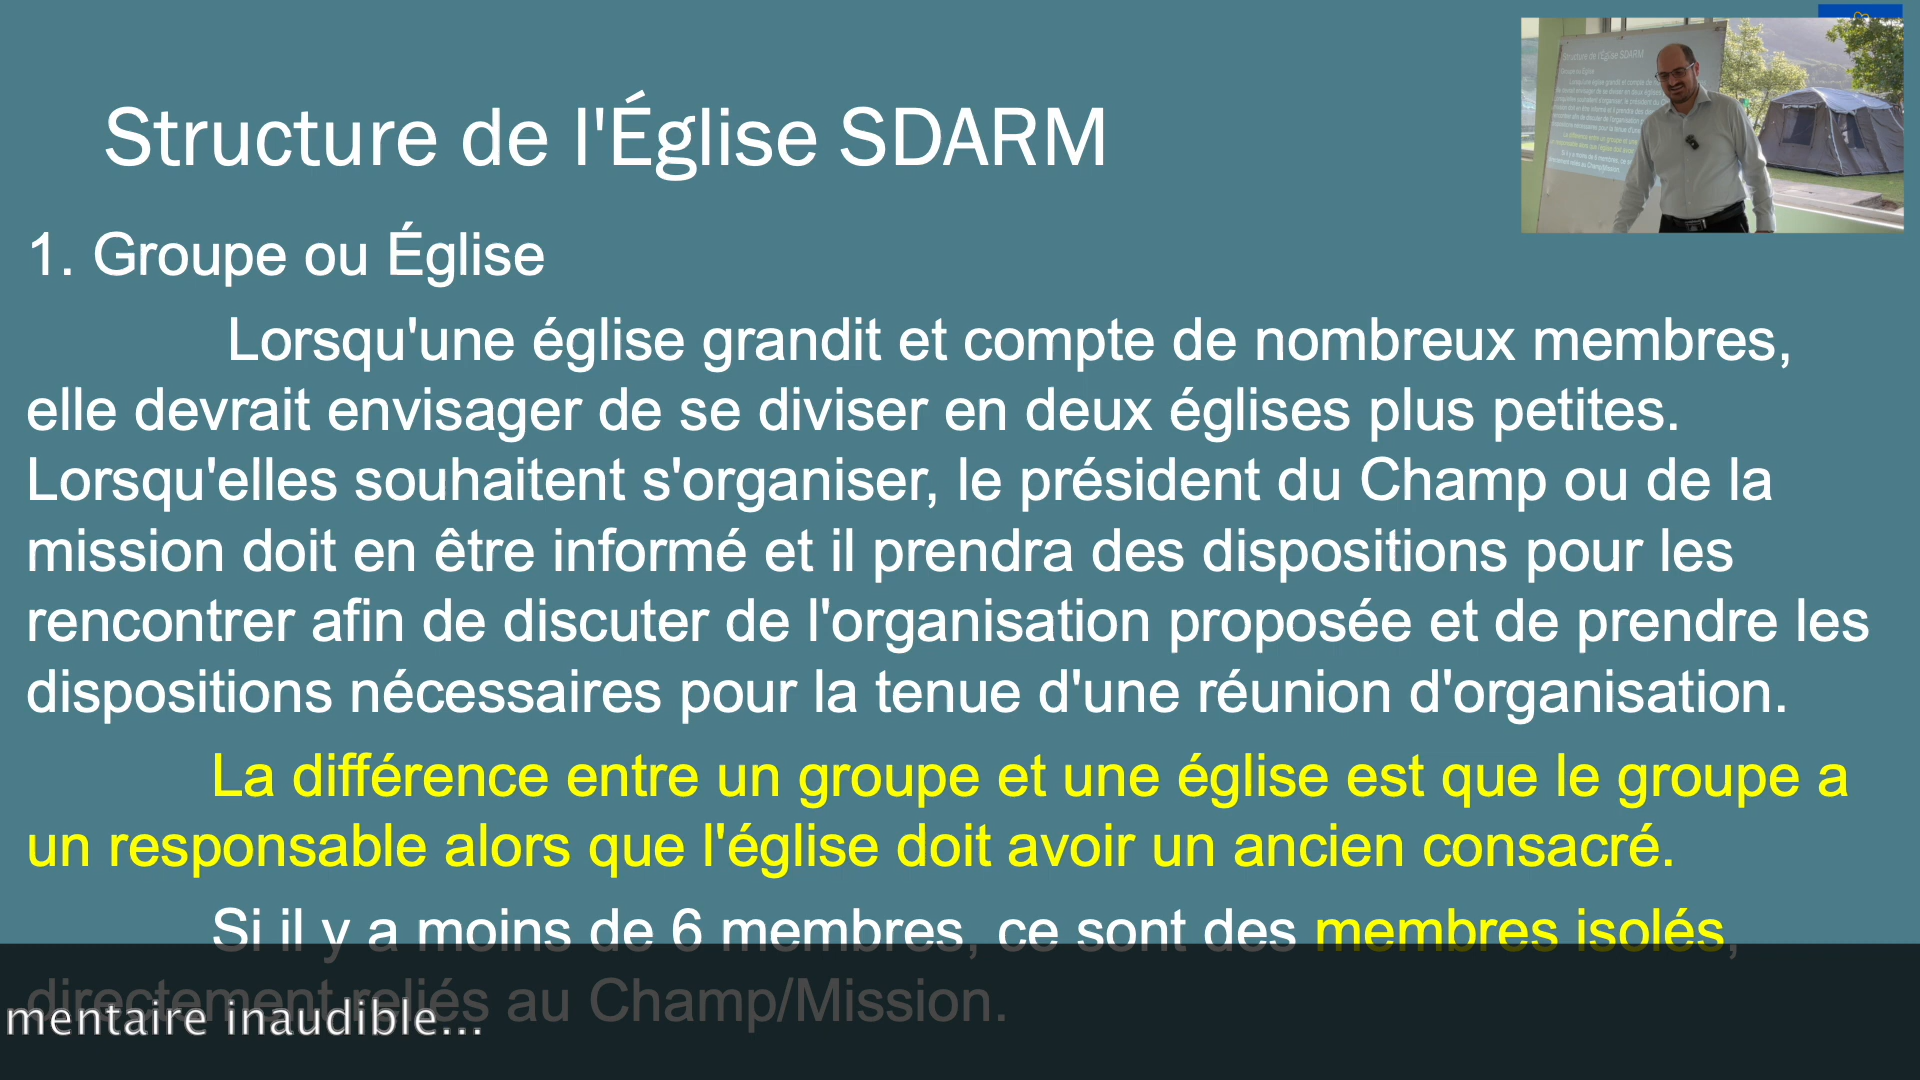 Structure de l'Église SDARM
1. Groupe ou Église
Lorsqu'une église grandit et compte de nombreux membres,
elle devrait envisager de se diviser en deux églises plus petites.
Lorsqu'elles souhaitent s'organiser, le président du Champ ou de la
mission doit en être informé et il prendra des dispositions pour les
rencontrer afin de discuter de l'organisation proposée et de prendre les
dispositions nécessaires pour la tenue d'une réunion d'organisation.
La différence entre un groupe et une église est que le groupe a
un responsable alors que l'église doit avoir un ancien consacré.
Si il y a moins de 6 membres, ce sont des membres isolés,
directement reliés au Champ/Mission.
mentaire inaudible...